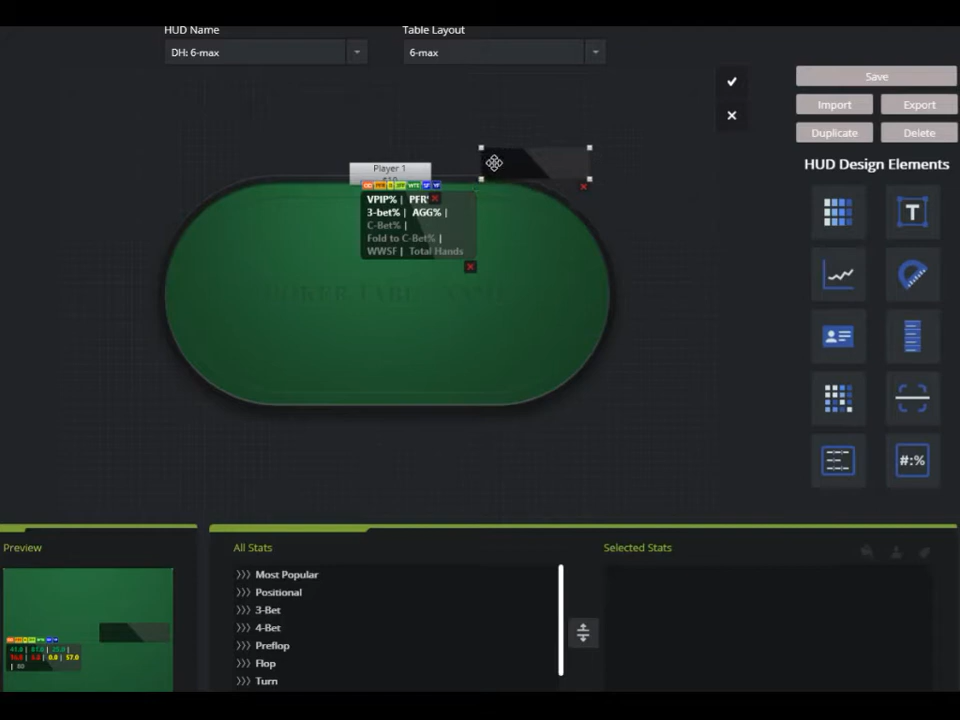 HUD Name
Table Layout
DH: 6-max
6-max
Save
Import
Export
Duplicate
Delete
HUD Design Elements
Player 1
VPIP% | PFR
3-bet% | AGG% |
C-Bet% |
Fold to C-Bet% |
WWSF | Total Hands
T
#:%
Preview
All Stats
Selected Stats
Most Popular
Positional
3-Bet
4-Bet
Preflop
Flop
Turn